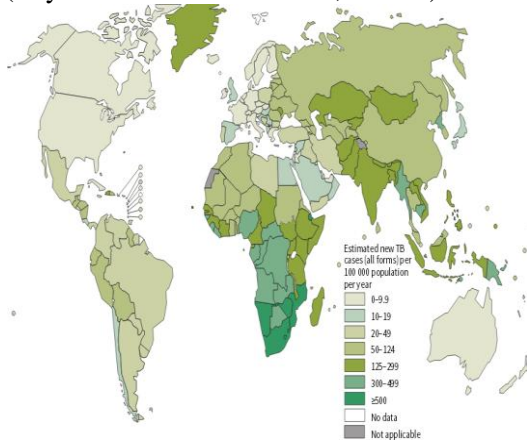 Estimated new TB
cases (all forms) per
100 000 population
per year
0–9.9
10–19
20–49
50–124
125–299
300–499
≥500
No data
Not applicable